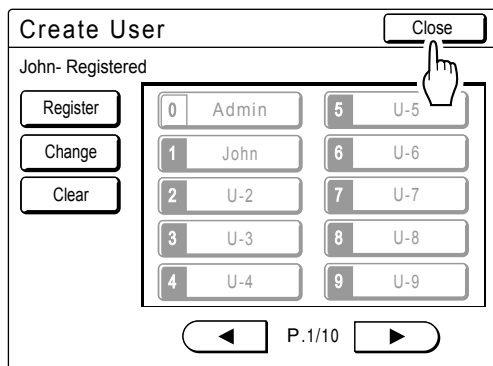 Create User
Close
John- Registered
Register
Change
Clear
0 Admin
1 John
2 U-2
3 U-3
4 U-4
5 U-5
6 U-6
7 U-7
8 U-8
9 U-9
P.1/10